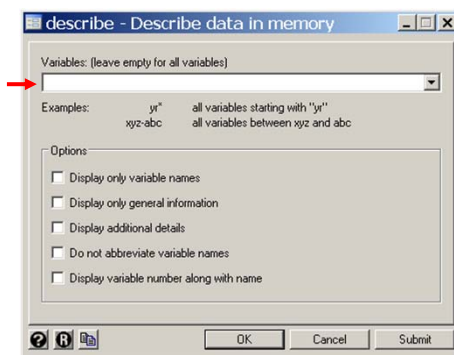 describe - Describe data in memory
Variables: (leave empty for all variables)
Examples: yr* all variables starting with "yr"
xyz-abc all variables between xyz and abc
Options
Display only variable names
Display only general information
Display additional details
Do not abbreviate variable names
Display variable number along with name
? R OK Cancel Submit